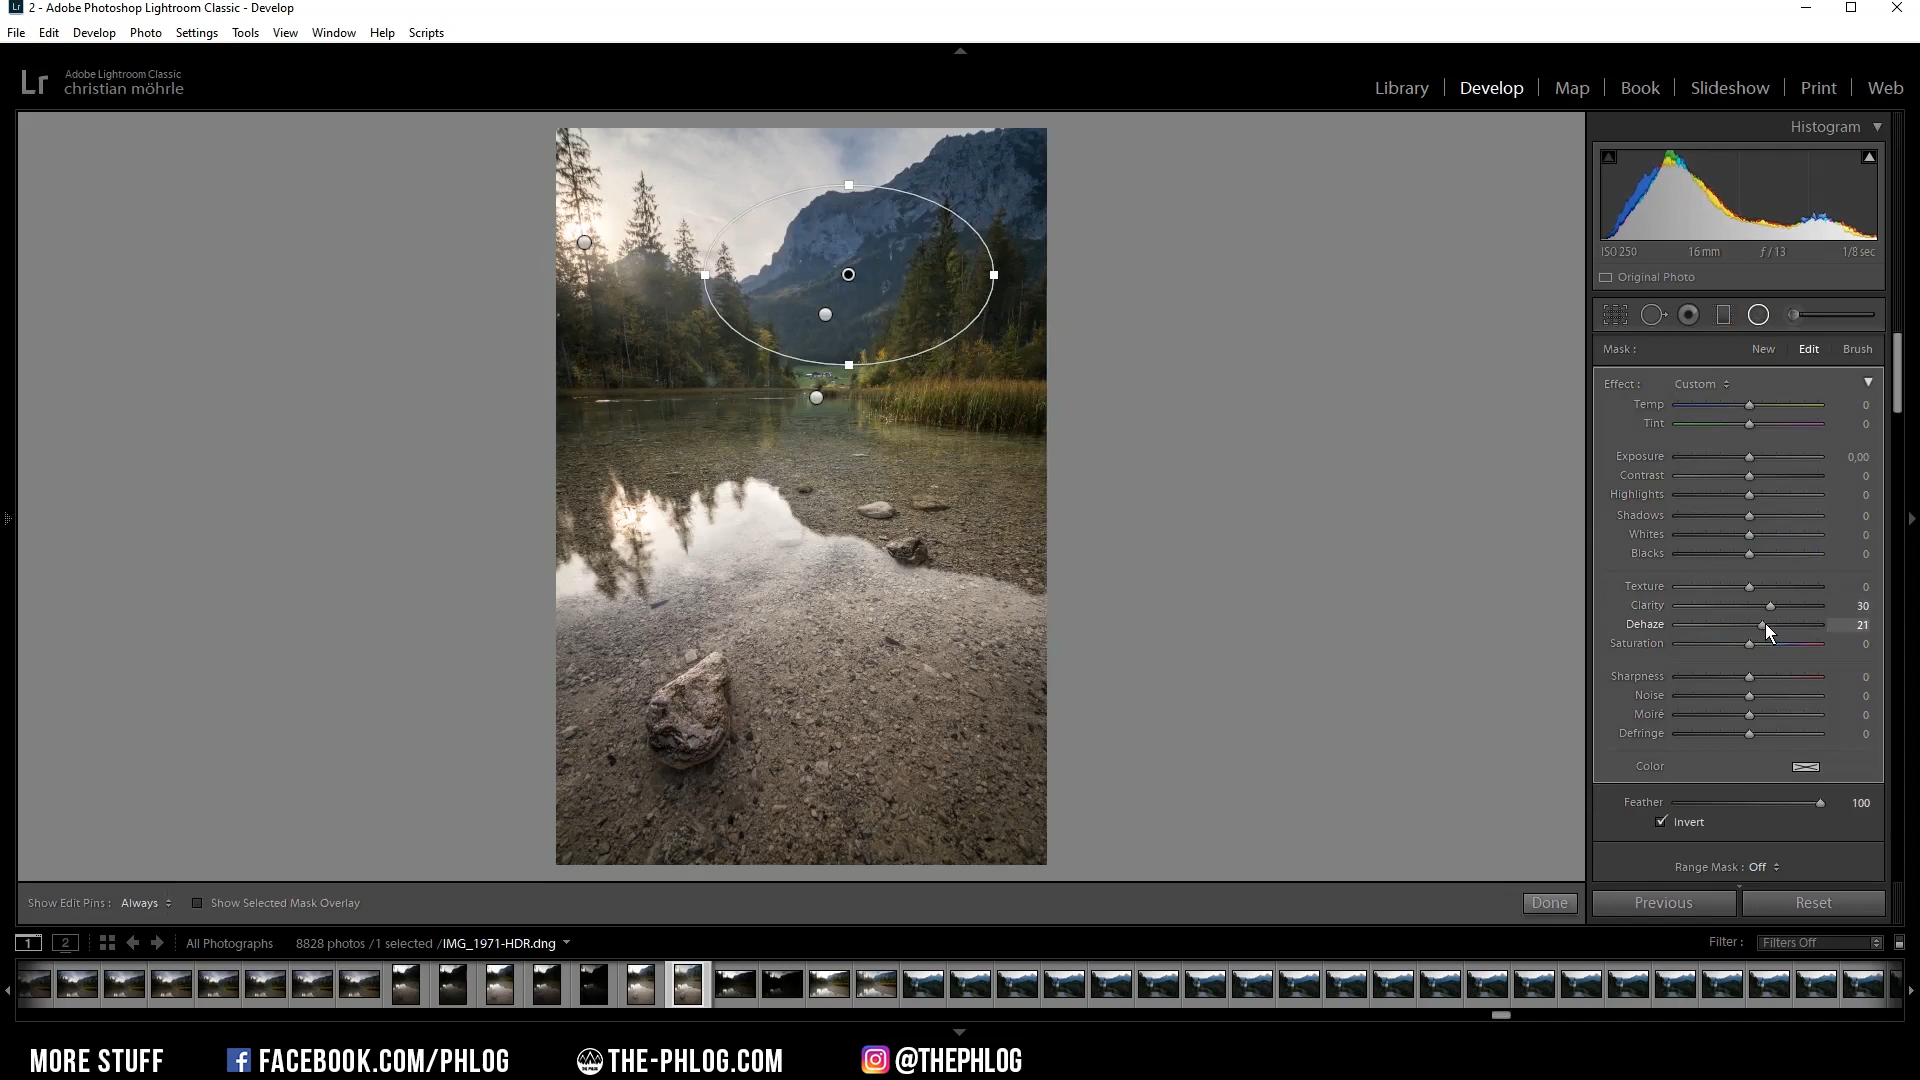 Lr 2 - Adobe Photoshop Lightroom Classic - Develop
File Edit Develop Photo Settings Tools View Window Help Scripts
Lr Adobe Lightroom Classic
christian möhrle
Library Develop Map Book Slideshow Print Web
Histogram
ISO 250 16 mm ƒ / 13 1/8 sec
Original Photo
Mask : New Edit Brush
Effect : Custom
Temp 0
Tint 0
Exposure 0,00
Contrast 0
Highlights 0
Shadows 0
Whites 0
Blacks 0
Texture 0
Clarity 30
Dehaze 21
Saturation 0
Sharpness 0
Noise 0
Moiré 0
Defringe 0
Color
Feather 100
Invert
Range Mask : Off
Show Edit Pins : Always Show Selected Mask Overlay Done
Previous Reset
1 2 All Photographs 8828 photos / 1 selected / IMG_1971-HDR.dng Filter : Filters Off
MORE STUFF FACEBOOK.COM/PHLOG THE-PHLOG.COM @THEPHLOG